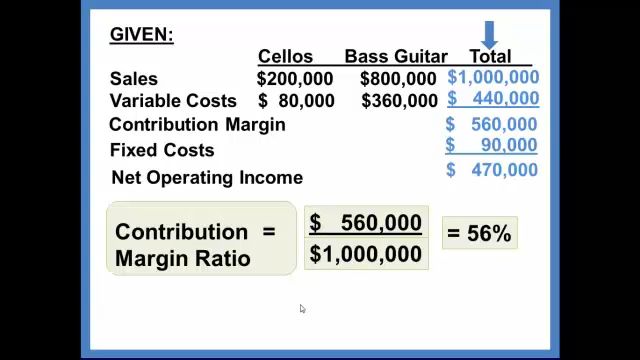 GIVEN:
Cellos Bass Guitar Total
Sales $200,000 $800,000 $1,000,000
Variable Costs $ 80,000 $360,000 $ 440,000
Contribution Margin $ 560,000
Fixed Costs $ 90,000
Net Operating Income $ 470,000
Contribution = $ 560,000 = 56%
Margin Ratio $1,000,000